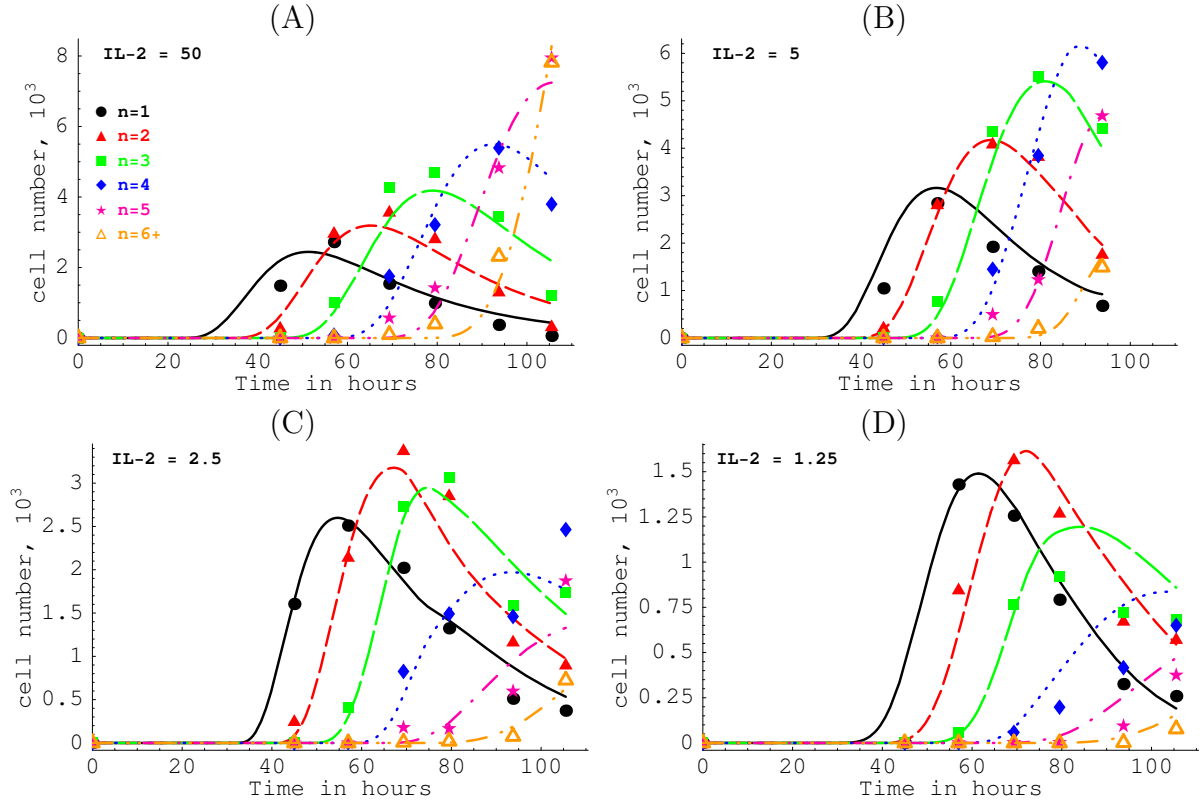 (A)
IL-2 = 50
n=1
n=2
n=3
n=4
n=5
n=6+
cell number, 10³
8
6
4
2
0
0 20 40 60 80 100
Time in hours
(B)
IL-2 = 5
cell number, 10³
6
5
4
3
2
1
0
0 20 40 60 80 100
Time in hours
(C)
IL-2 = 2.5
cell number, 10³
3
2.5
2
1.5
1
0.5
0
0 20 40 60 80 100
Time in hours
(D)
IL-2 = 1.25
cell number, 10³
1.5
1.25
1
0.75
0.5
0.25
0
0 20 40 60 80 100
Time in hours